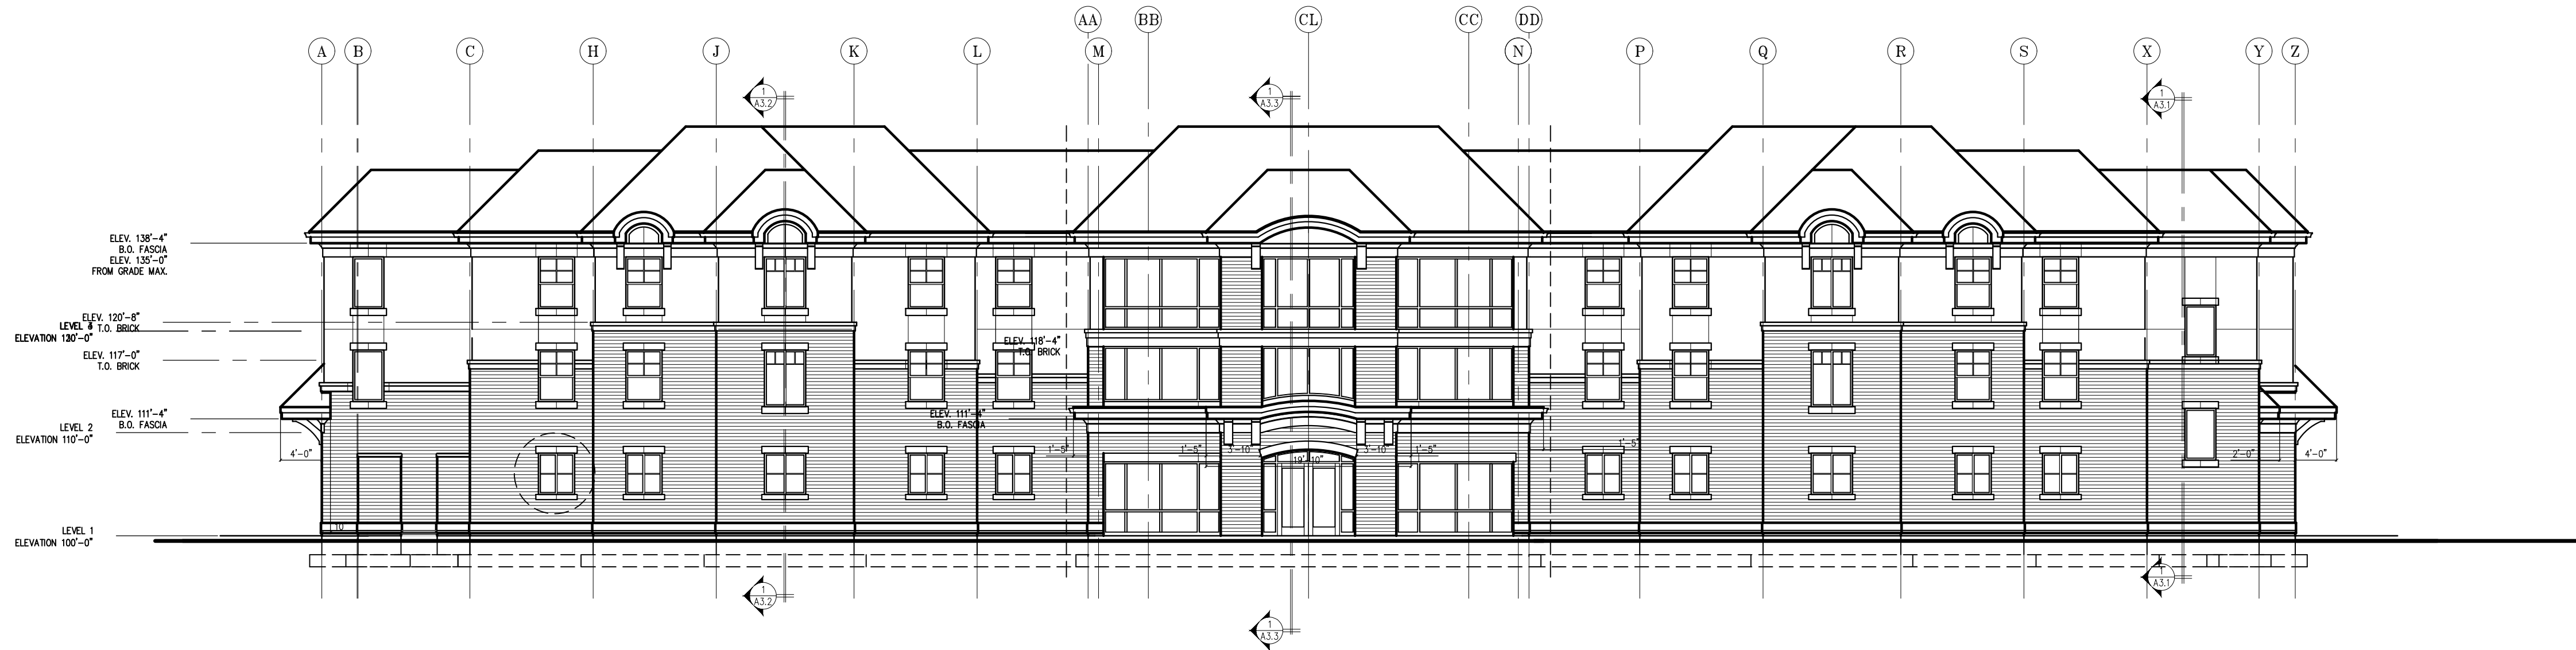 AA
BB
CL
CC
DD
A
B
C
H
J
K
L
M
N
P
Q
R
S
X
Y
Z
1
A3.2
1
A3.3
1
A3.1
ELEV. 138'-4"
B.O. FASCIA
ELEV. 135'-0"
FROM GRADE MAX.
ELEV. 120'-8"
T.O. BRICK
LEVEL
ELEVATION
ELEV. 118'-4"
T.O. BRICK
ELEV. 117'-0"
T.O. BRICK
ELEV. 111'-4"
B.O. FASCIA
ELEV. 111'-4"
B.O. FASCIA
LEVEL 2
ELEVATION 110'-0"
4'-0"
1'-5"
1'-5"
3'-10"
19'-10"
3'-10"
1'-5"
1'-5"
2'-0"
4'-0"
10
LEVEL 1
ELEVATION 100'-0"
1
A3.2
1
A3.3
1
A3.1